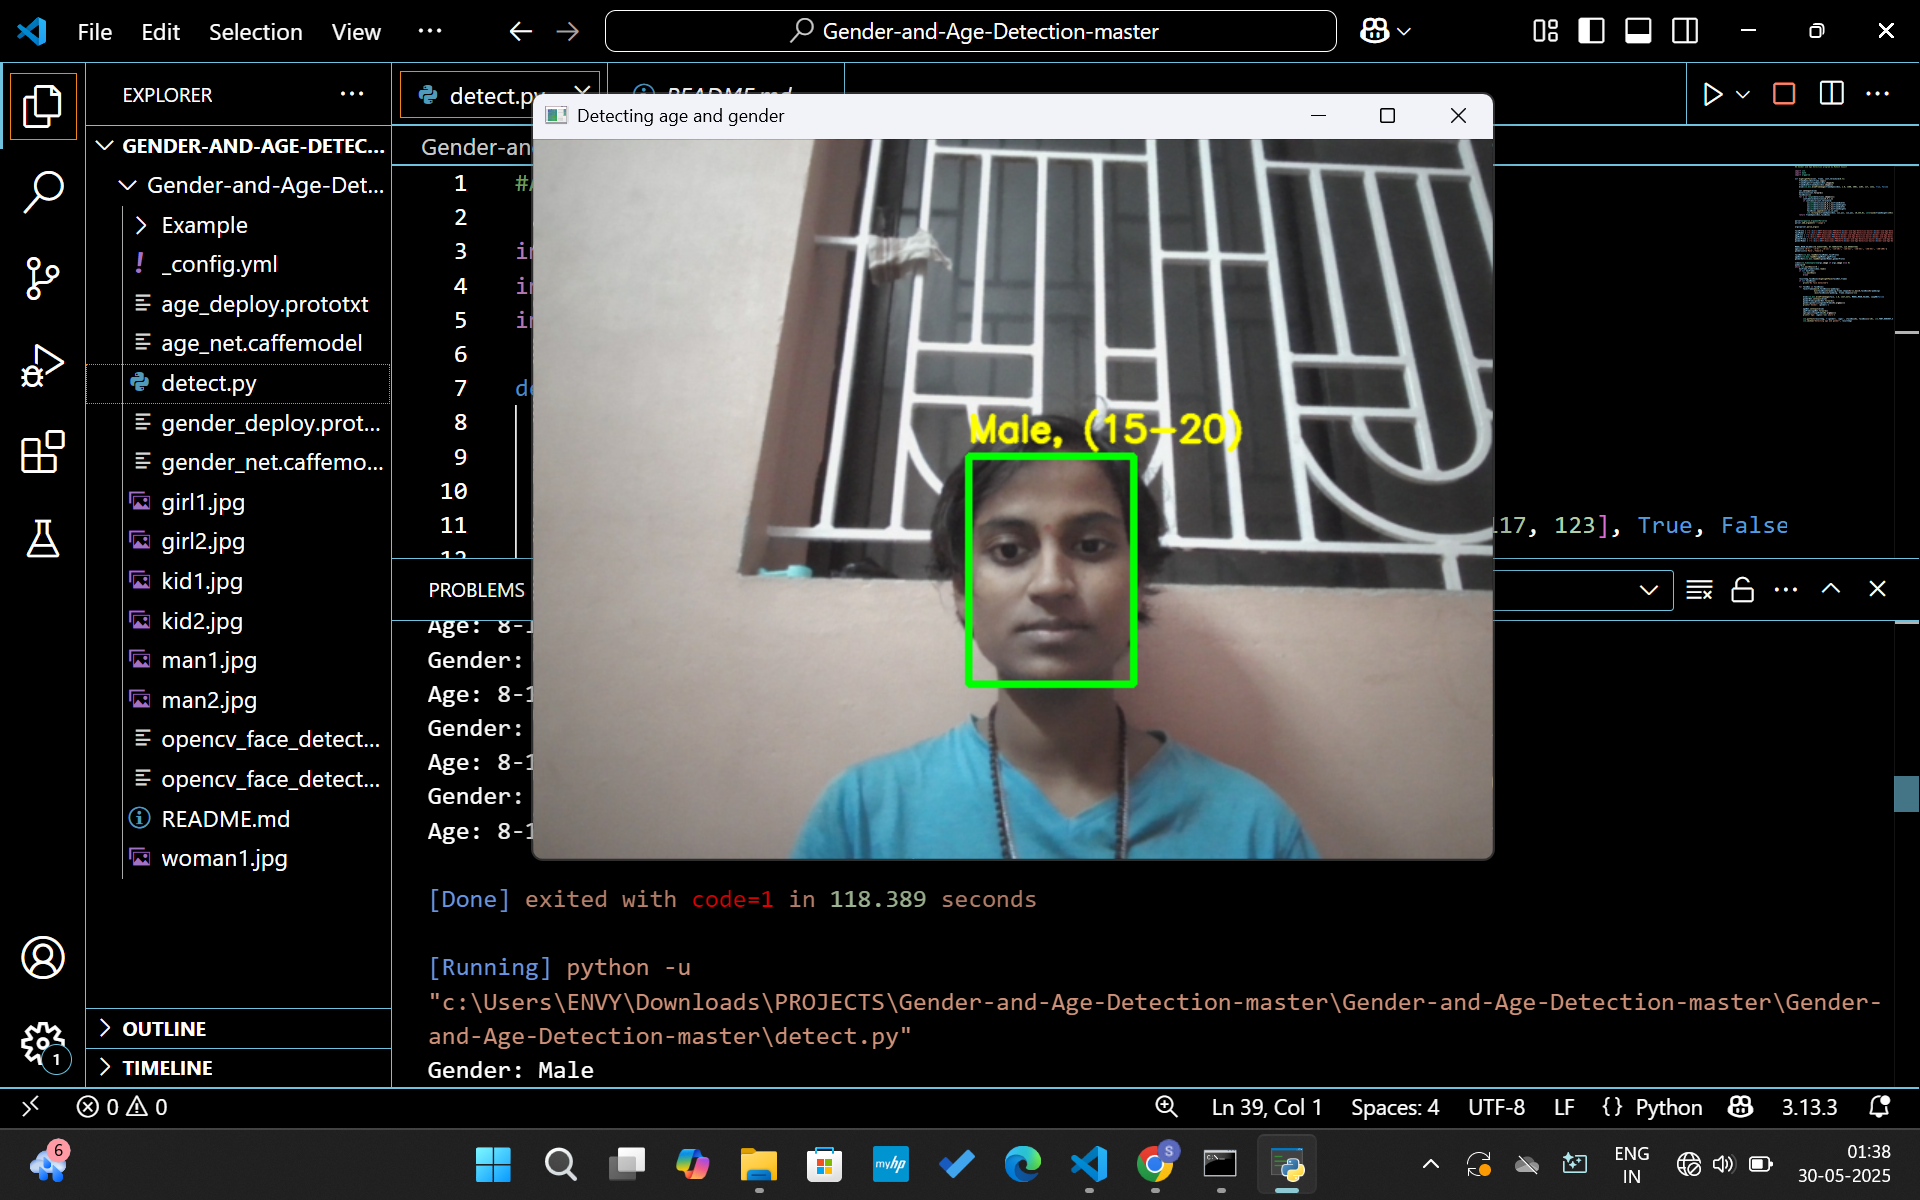 File Edit Selection View ···
Gender-and-Age-Detection-master
EXPLORER
GENDER-AND-AGE-DETEC...
Gender-and-Age-Det...
Example
! _config.yml
age_deploy.prototxt
age_net.caffemodel
detect.py
gender_deploy.prot...
gender_net.caffemo...
girl1.jpg
girl2.jpg
kid1.jpg
kid2.jpg
man1.jpg
man2.jpg
opencv_face_detect...
opencv_face_detect...
README.md
woman1.jpg
OUTLINE
TIMELINE
detect.py
README.md
Gender-an
1 #
2
3 i
4 i
5 i
6
7 de
8
9
10
11
12
117, 123], True, False
Detecting age and gender
Male, (15-20)
PROBLEMS
Age: 8-1
Gender:
Age: 8-1
Gender:
Age: 8-1
Gender:
Age: 8-1
[Done] exited with code=1 in 118.389 seconds
[Running] python -u
"c:\Users\ENVY\Downloads\PROJECTS\Gender-and-Age-Detection-master\Gender-and-Age-Detection-master\Gender-
and-Age-Detection-master\detect.py"
Gender: Male
1
0 0
Ln 39, Col 1 Spaces: 4 UTF-8 LF {} Python 3.13.3
6
myhp
S
ENG
IN
01:38
30-05-2025